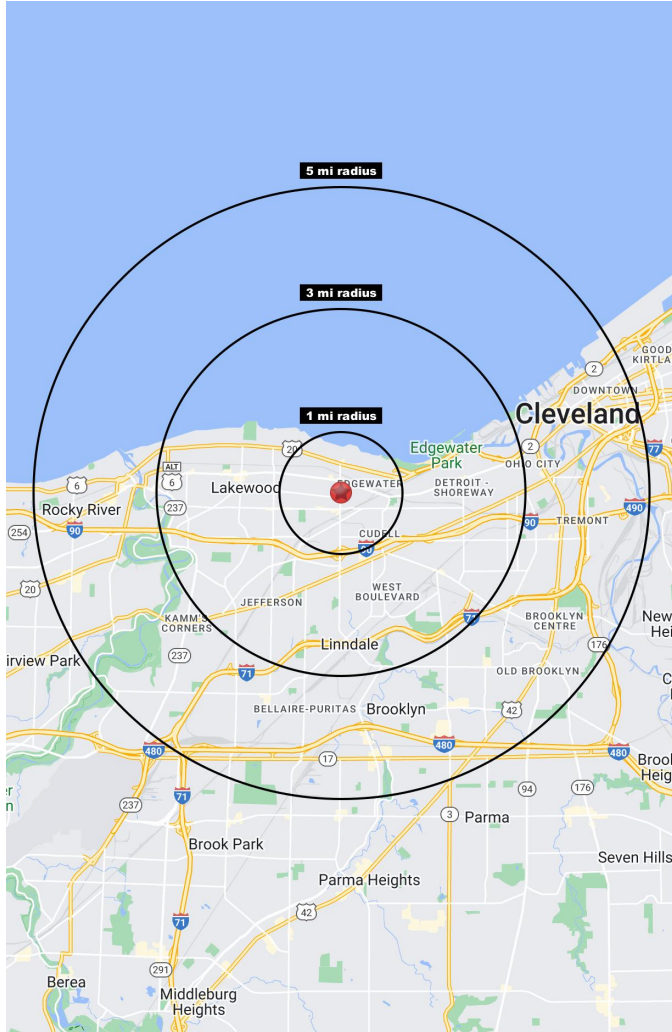 5 mi radius
3 mi radius
GOOD
KIRTLA
2
DOWNTOWN
1 mi radius
Cleveland
20
Edgewater
Park
2
77
OHIO CITY
ALT
6
6
Lakewood
EDGEWATER
DETROIT -
SHOREWAY
Rocky River
237
490
254
90
90
TREMONT
CUDELL
90
20
WEST
BOULEVARD
JEFFERSON
KAMM'S
CORNERS
71
BROOKLYN
CENTRE
New
Hei
176
Linndale
237
irview Park
71
OLD BROOKLYN
C
42
BELLAIRE-PURITAS
Brooklyn
480
480
480
17
Brook
Heig
er
n
71
237
94
176
3
Parma
Brook Park
Seven Hills
Parma Heights
42
71
291
Berea
Middleburg
Heights